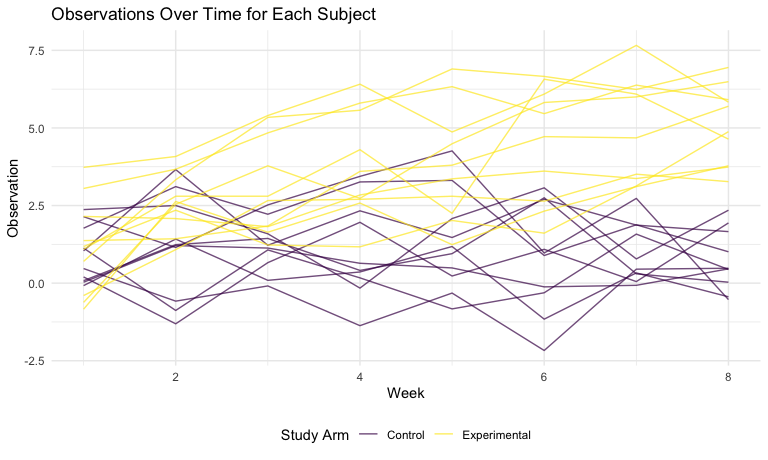 Observations Over Time for Each Subject
7.5
5.0
2.5
0.0
-2.5
Observation
2
4
6
8
Week
Study Arm Control Experimental